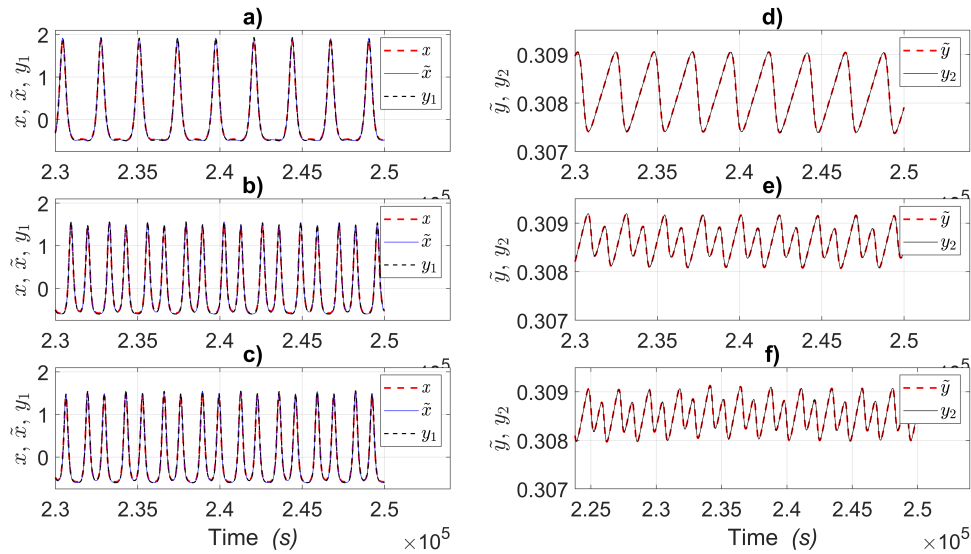 a)
2
1
0
x, x̃, y₁
x
x̃
y₁
2.3 2.35 2.4 2.45 2.5
b)
2
0
x, x̃, y₁
x
x̃
y₁
2.3 2.35 2.4 2.45 2.5
c)
2
0
x, x̃, y₁
x
x̃
y₁
2.3 2.35 2.4 2.45 2.5
Time (s)
×10⁵
d)
0.309
0.308
0.307
ỹ, y₂
ỹ
y₂
2.3 2.35 2.4 2.45 2.5
e)
0.309
0.308
0.307
ỹ, y₂
ỹ
y₂
2.3 2.35 2.4 2.45 2.5
f)
0.309
0.308
0.307
ỹ, y₂
ỹ
y₂
2.25 2.3 2.35 2.4 2.45 2.5
Time (s)
×10⁵